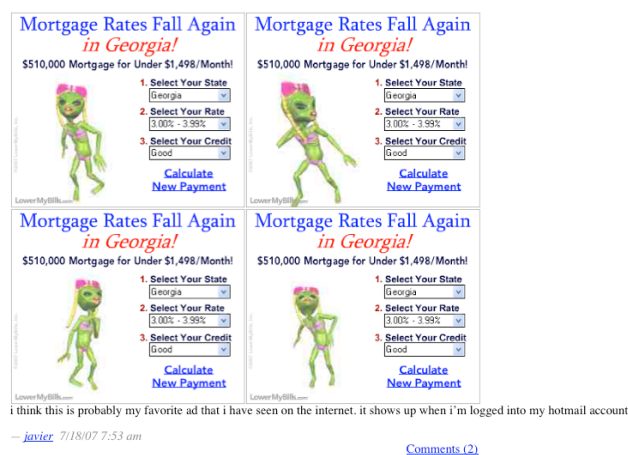 Mortgage Rates Fall Again
in Georgia!
$510,000 Mortgage for Under $1,498/Month!
1. Select Your State
Georgia
2. Select Your Rate
3.00% - 3.99%
3. Select Your Credit
Good
Calculate
New Payment
LowerMyBills.com
Mortgage Rates Fall Again
in Georgia!
$510,000 Mortgage for Under $1,498/Month!
1. Select Your State
Georgia
2. Select Your Rate
3.00% - 3.99%
3. Select Your Credit
Good
Calculate
New Payment
LowerMyBills.com
Mortgage Rates Fall Again
in Georgia!
$510,000 Mortgage for Under $1,498/Month!
1. Select Your State
Georgia
2. Select Your Rate
3.00% - 3.99%
3. Select Your Credit
Good
Calculate
New Payment
LowerMyBills.com
Mortgage Rates Fall Again
in Georgia!
$510,000 Mortgage for Under $1,498/Month!
1. Select Your State
Georgia
2. Select Your Rate
3.00% - 3.99%
3. Select Your Credit
Good
Calculate
New Payment
LowerMyBills.com
i think this is probably my favorite ad that i have seen on the internet. it shows up when i'm logged into my hotmail account
— javier 7/18/07 7:53 am
Comments (2)